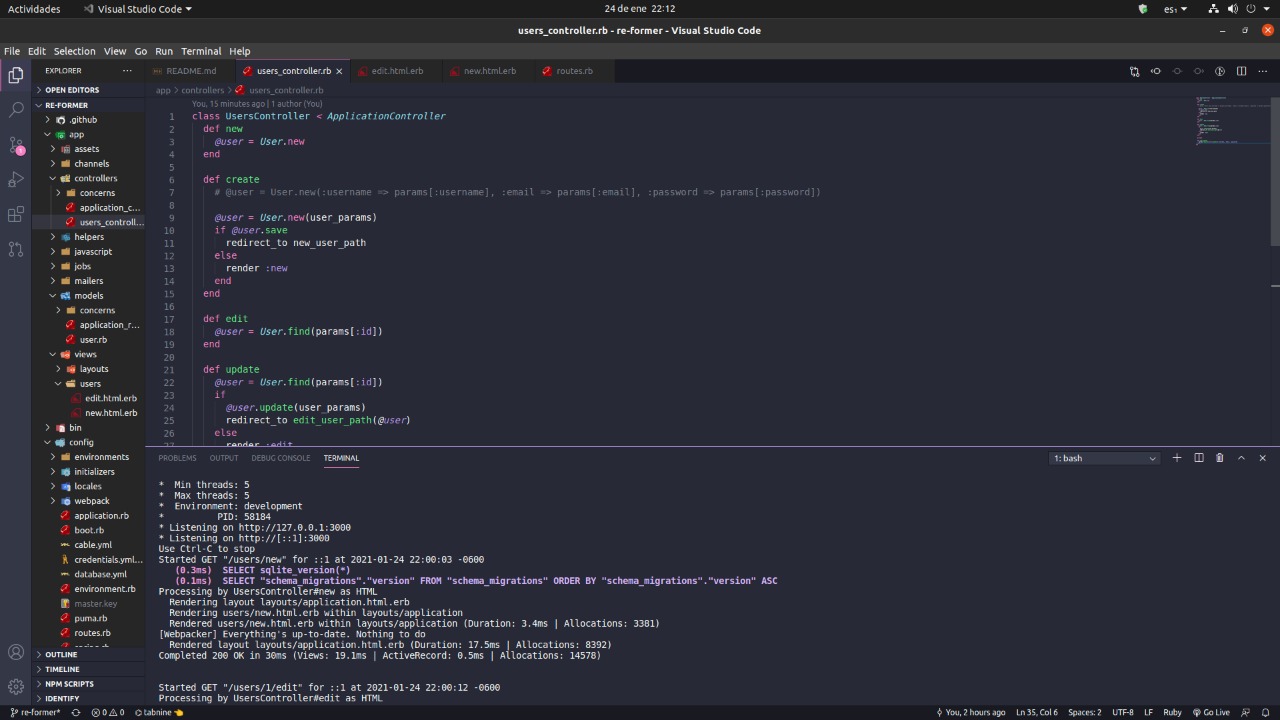 Actividades
Visual Studio Code
24 de ene 22:12
es₁
users_controller.rb - re-former - Visual Studio Code
File Edit Selection View Go Run Terminal Help
EXPLORER
OPEN EDITORS
RE-FORMER
.github
app
assets
channels
controllers
concerns
application_c...
users_controll...
helpers
javascript
jobs
mailers
models
concerns
application_r...
user.rb
views
layouts
users
edit.html.erb
new.html.erb
bin
config
environments
initializers
locales
webpack
application.rb
boot.rb
cable.yml
credentials.yml...
database.yml
environment.rb
master.key
puma.rb
routes.rb
spring.rb
OUTLINE
TIMELINE
NPM SCRIPTS
IDENTIFY
README.md
users_controller.rb
edit.html.erb
new.html.erb
routes.rb
app > controllers > users_controller.rb
You, 15 minutes ago | 1 author (You)
1 class UsersController < ApplicationController
2 def new
3 @user = User.new
4 end
5
6 def create
7 # @user = User.new(:username => params[:username], :email => params[:email], :password => params[:password])
8
9 @user = User.new(user_params)
10 if @user.save
11 redirect_to new_user_path
12 else
13 render :new
14 end
15 end
16
17 def edit
18 @user = User.find(params[:id])
19 end
20
21 def update
22 @user = User.find(params[:id])
23 if
24 @user.update(user_params)
25 redirect_to edit_user_path(@user)
26 else
27 render :edit
PROBLEMS OUTPUT DEBUG CONSOLE TERMINAL
1: bash
* Min threads: 5
* Max threads: 5
* Environment: development
* PID: 58184
* Listening on http://127.0.0.1:3000
* Listening on http://[::1]:3000
Use Ctrl-C to stop
Started GET "/users/new" for ::1 at 2021-01-24 22:00:03 -0600
(0.3ms) SELECT sqlite_version(*)
(0.1ms) SELECT "schema_migrations"."version" FROM "schema_migrations" ORDER BY "schema_migrations"."version" ASC
Processing by UsersController#new as HTML
Rendering layout layouts/application.html.erb
Rendering users/new.html.erb within layouts/application
Rendered users/new.html.erb within layouts/application (Duration: 3.4ms | Allocations: 3381)
[Webpacker] Everything's up-to-date. Nothing to do
Rendered layout layouts/application.html.erb (Duration: 17.5ms | Allocations: 8392)
Completed 200 OK in 30ms (Views: 19.1ms | ActiveRecord: 0.5ms | Allocations: 14578)
Started GET "/users/1/edit" for ::1 at 2021-01-24 22:00:12 -0600
Processing by UsersController#edit as HTML
re-former* 0 0 tabnine
You, 2 hours ago Ln 35, Col 6 Spaces: 2 UTF-8 LF Ruby Go Live